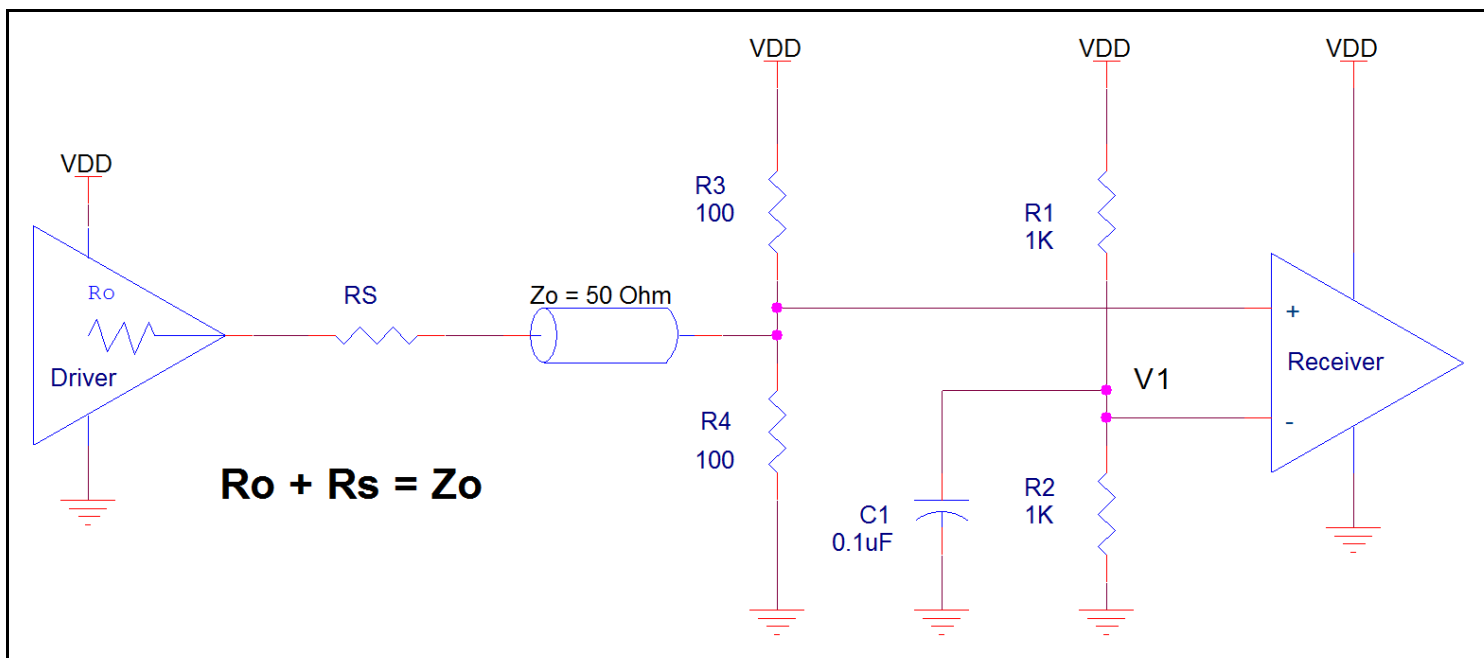 VDD
VDD
VDD
VDD
R3
100
R1
1K
Ro
RS
Zo = 50 Ohm
+
Receiver
Driver
V1
-
R4
100
Ro + Rs = Zo
R2
1K
C1
0.1uF